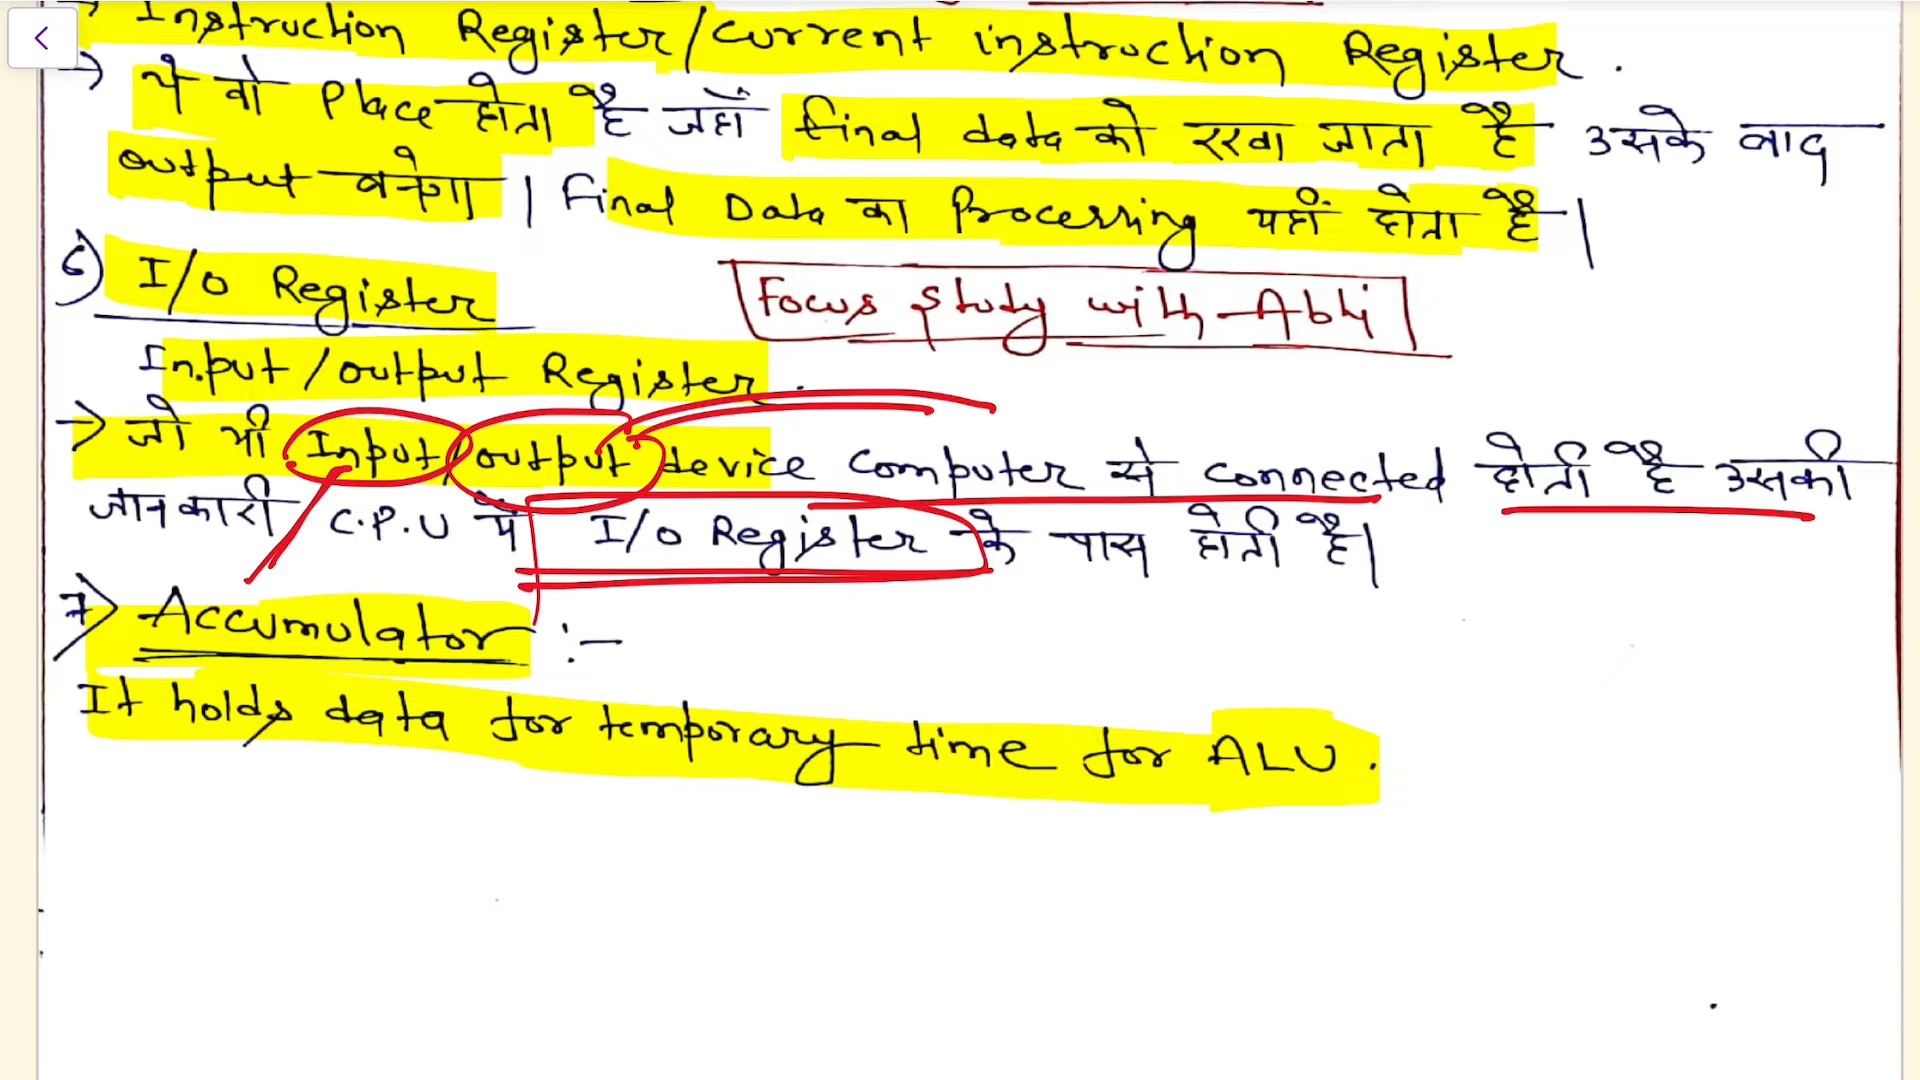 Instruction Register/current instruction Register.
→ ये वो Place होता है जहाँ final data को रखा जाता है उसके बाद
output बनेगा | final Data का Processing यहाँ होता है |
6) I/O Register
Focus Study with Abhi
Input/output Register.
→ जो भी Input/output device computer से connected होती है उसकी
जानकारी C.P.U में I/O Register के पास होती है |
7) Accumulator :-
It holds data for temporary time for ALU.